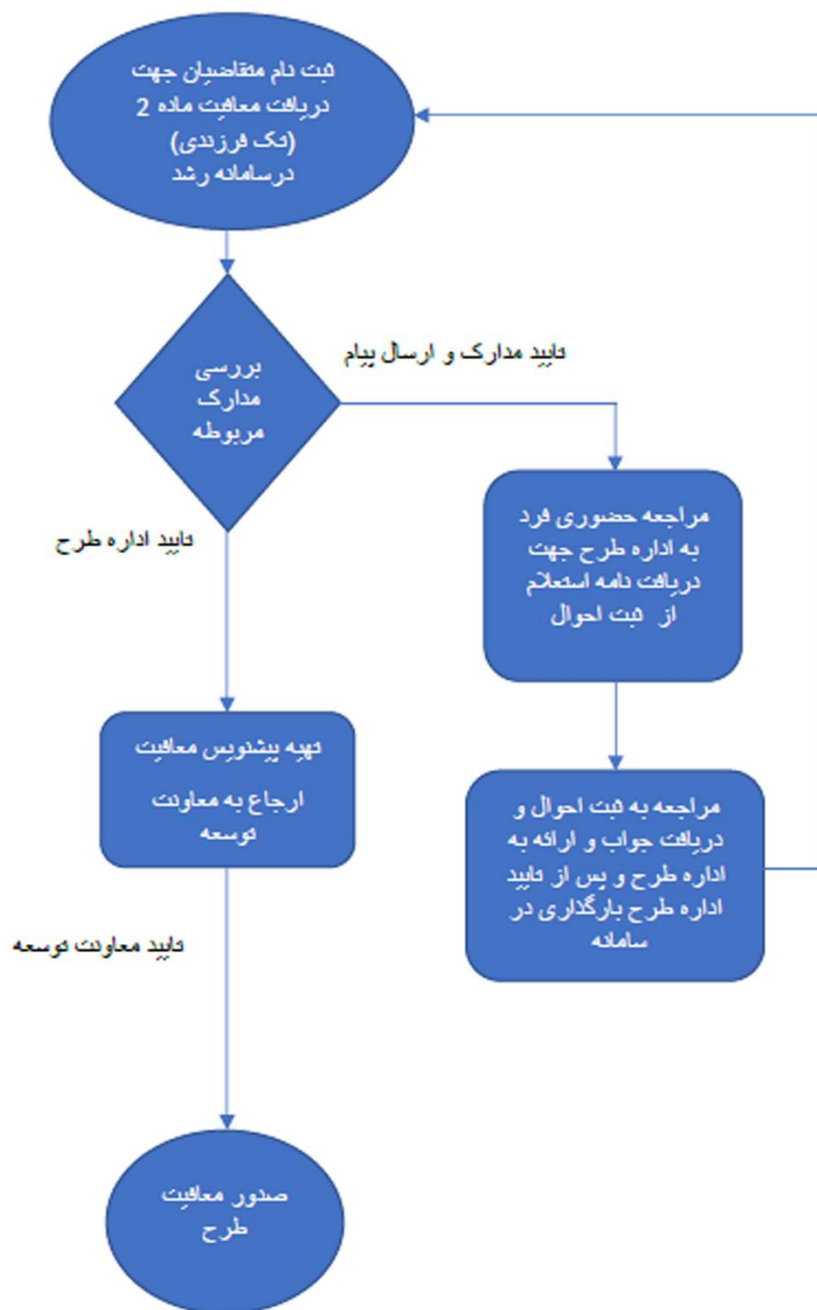 ثبت نام متقاضیان جهت
دریافت معافیت ماده 2
(تک فرزندی)
درسامانه رشد
بررسی
مدارک
مربوطه
تایید مدارک و ارسال پیام
مراجعه حضوری فرد
به اداره طرح جهت
دریافت نامه استعلام
از ثبت احوال
تایید اداره طرح
تهیه پیشنویس معافیت
ارجاع به معاونت
توسعه
مراجعه به ثبت احوال و
دریافت جواب و ارائه به
اداره طرح و پس از تایید
اداره طرح بارگذاری در
سامانه
تایید معاونت توسعه
صدور معافیت
طرح